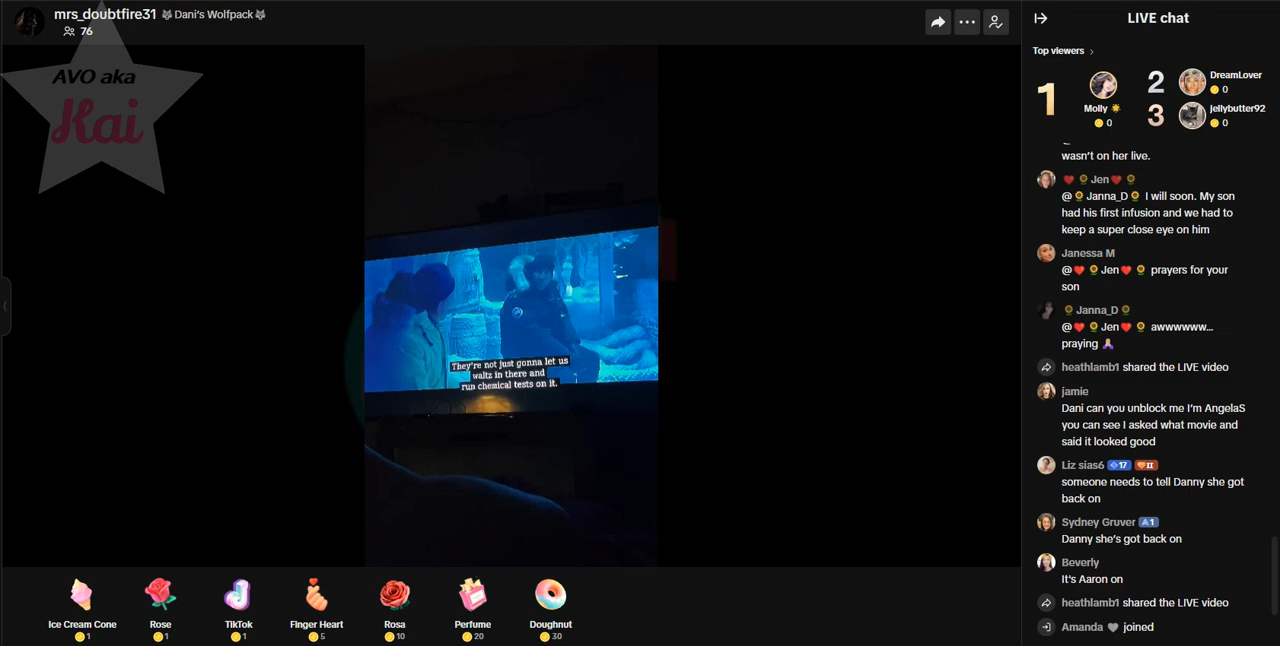 mrs_doubtfire31 🐺Dani's Wolfpack🐺
76
AVO aka
Kai
They're not just gonna let us
waltz in there and
run chemical tests on it.
Ice Cream Cone
1
Rose
1
TikTok
1
Finger Heart
5
Rosa
10
Perfume
20
Doughnut
30
LIVE chat
Top viewers >
1
Molly ☀️
0
2
DreamLover
0
3
jellybutter92
0
wasn't on her live.
❤️🌻Jen❤️🌻
@🌻Janna_D🌻 I will soon. My son
had his first infusion and we had to
keep a super close eye on him
Janessa M
@❤️🌻Jen❤️🌻 prayers for your
son
🌻Janna_D🌻
@❤️🌻Jen❤️🌻 awwwwww...
praying 🙏🏼
heathlamb1 shared the LIVE video
jamie
Dani can you unblock me I'm AngelaS
you can see I asked what movie and
said it looked good
Liz sias6 17 II
someone needs to tell Danny she got
back on
Sydney Gruver A1
Danny she's got back on
Beverly
It's Aaron on
heathlamb1 shared the LIVE video
Amanda 🩶 joined